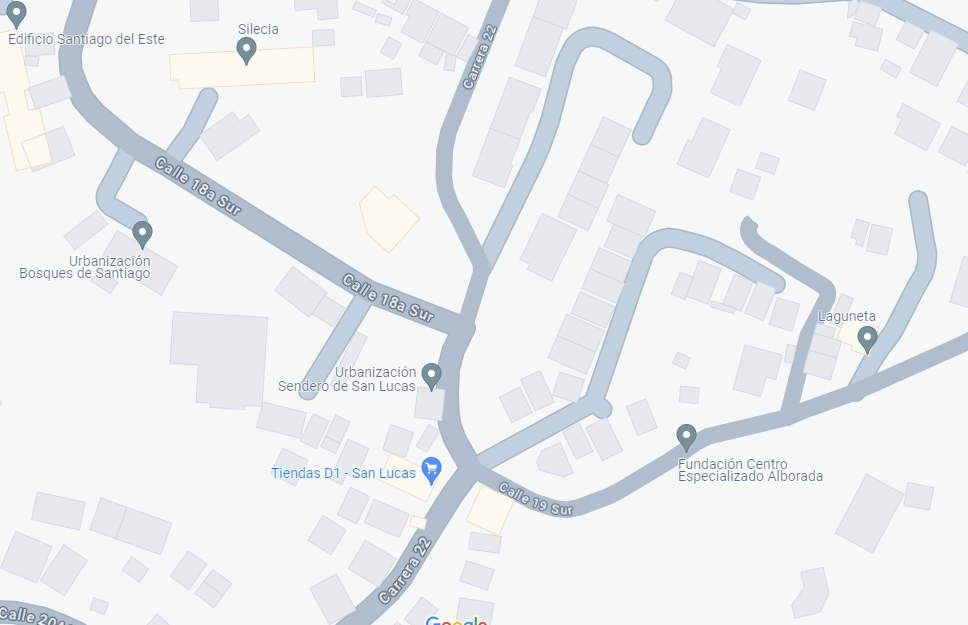 Silecia
Edificio Santiago del Este
Carrera 22
Calle 18a Sur
Urbanización
Bosques de Santiago
Calle 18a Sur
Laguneta
Urbanización
Sendero de San Lucas
Tiendas D1 - San Lucas
Fundación Centro
Especializado Alborada
Calle 19 Sur
Carrera 22
Google